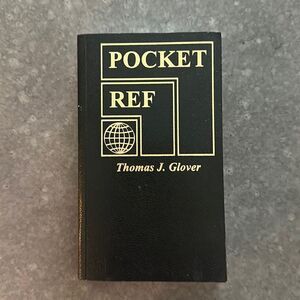 POCKET
REF
Thomas J. Glover